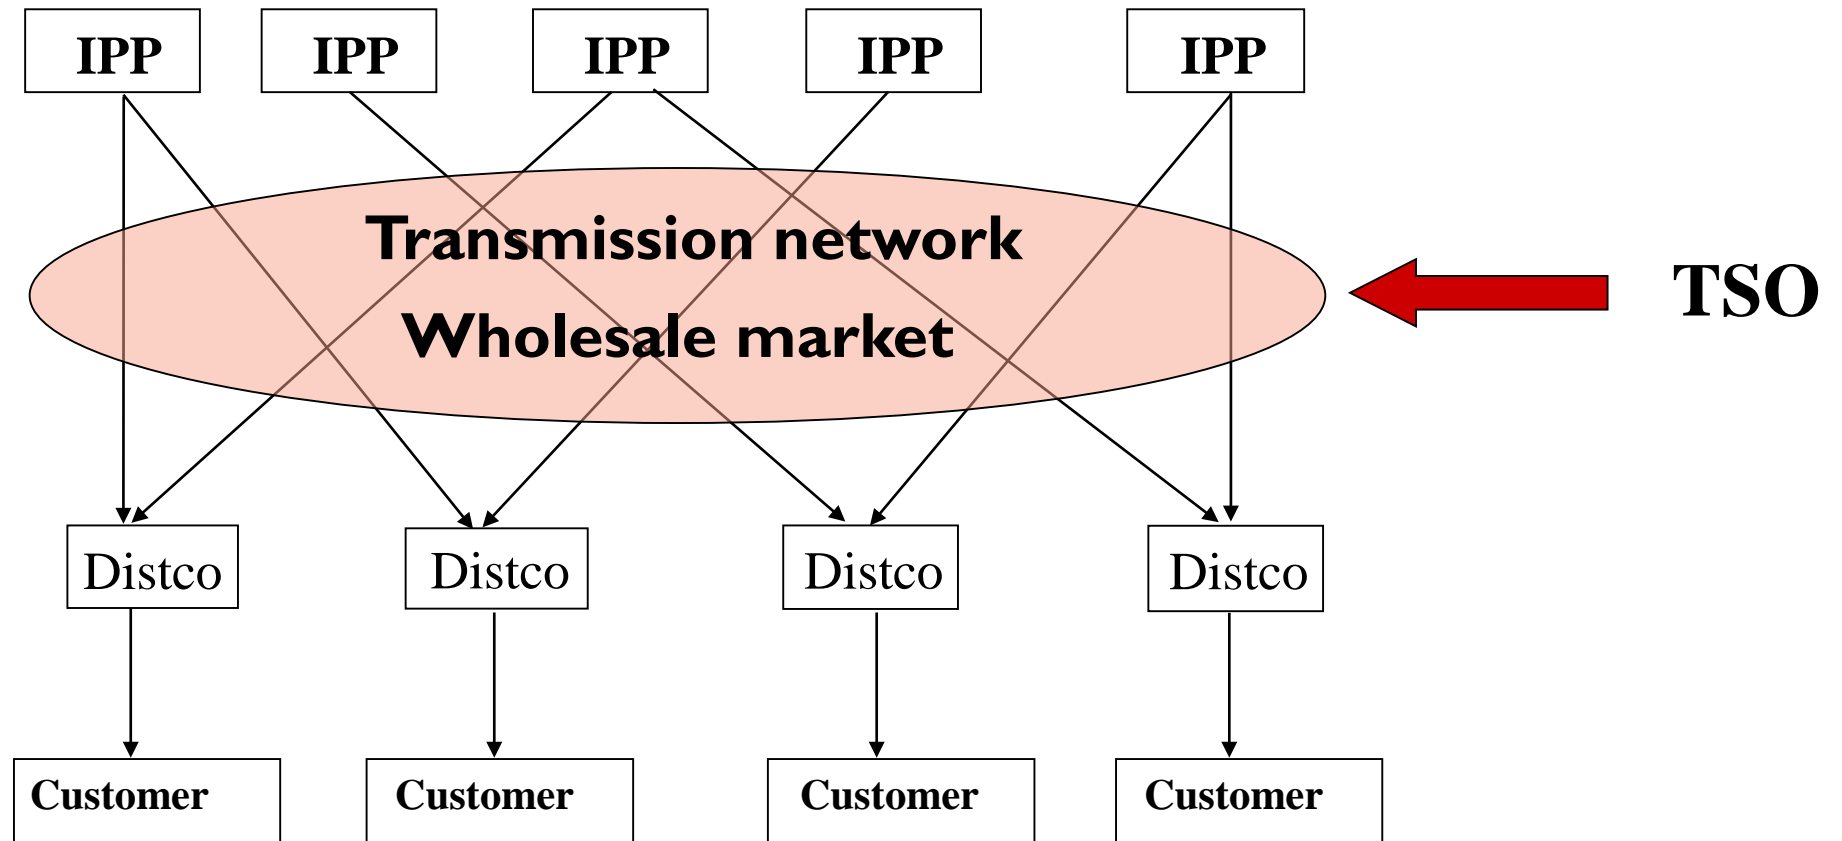 IPP IPP IPP IPP IPP
Transmission network
Wholesale market
TSO
Distco Distco Distco Distco
Customer Customer Customer Customer